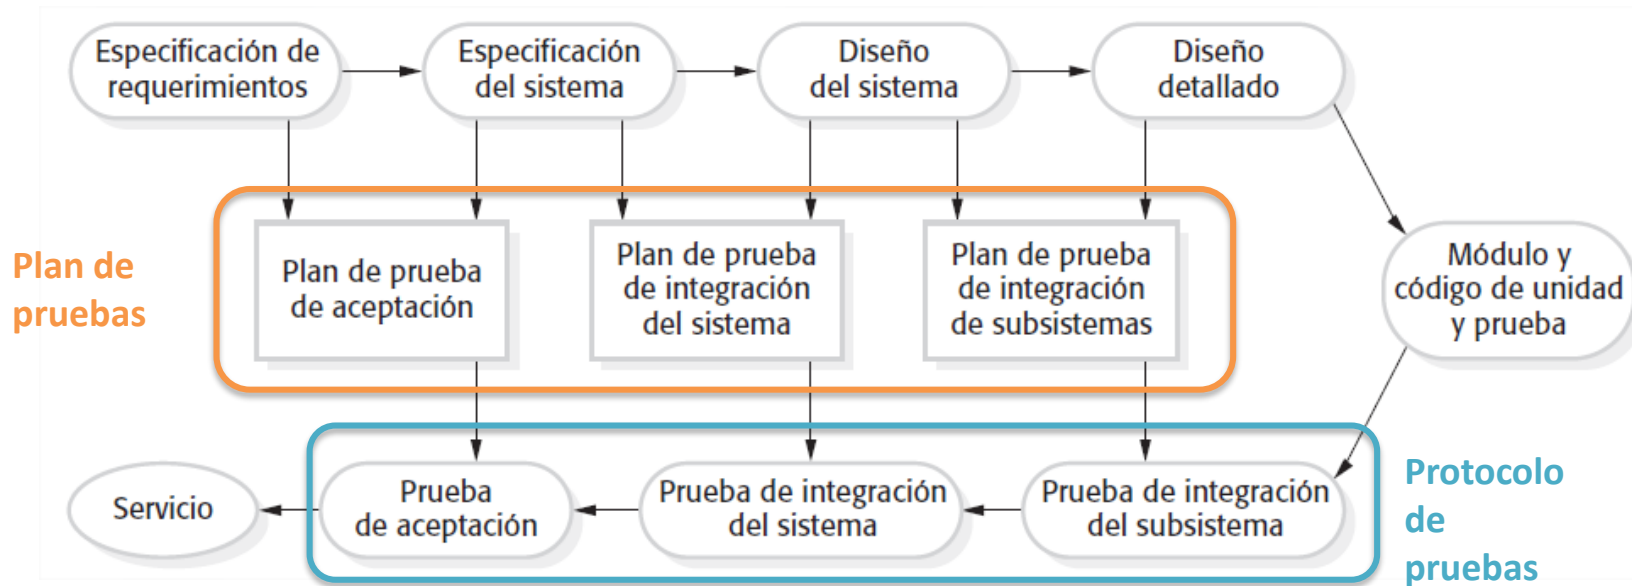 Especificación de
requerimientos
Especificación
del sistema
Diseño
del sistema
Diseño
detallado
Plan de
pruebas
Plan de prueba
de aceptación
Plan de prueba
de integración
del sistema
Plan de prueba
de integración
de subsistemas
Módulo y
código de unidad
y prueba
Servicio
Prueba
de aceptación
Prueba de integración
del sistema
Prueba de integración
del subsistema
Protocolo
de
pruebas